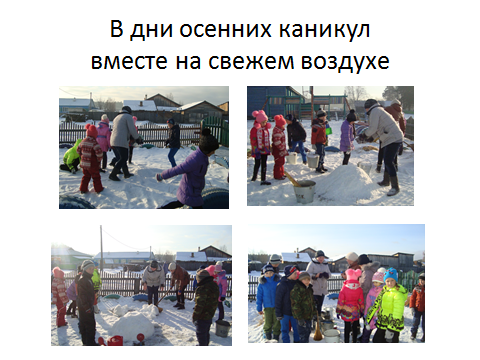 В дни осенних каникул
вместе на свежем воздухе